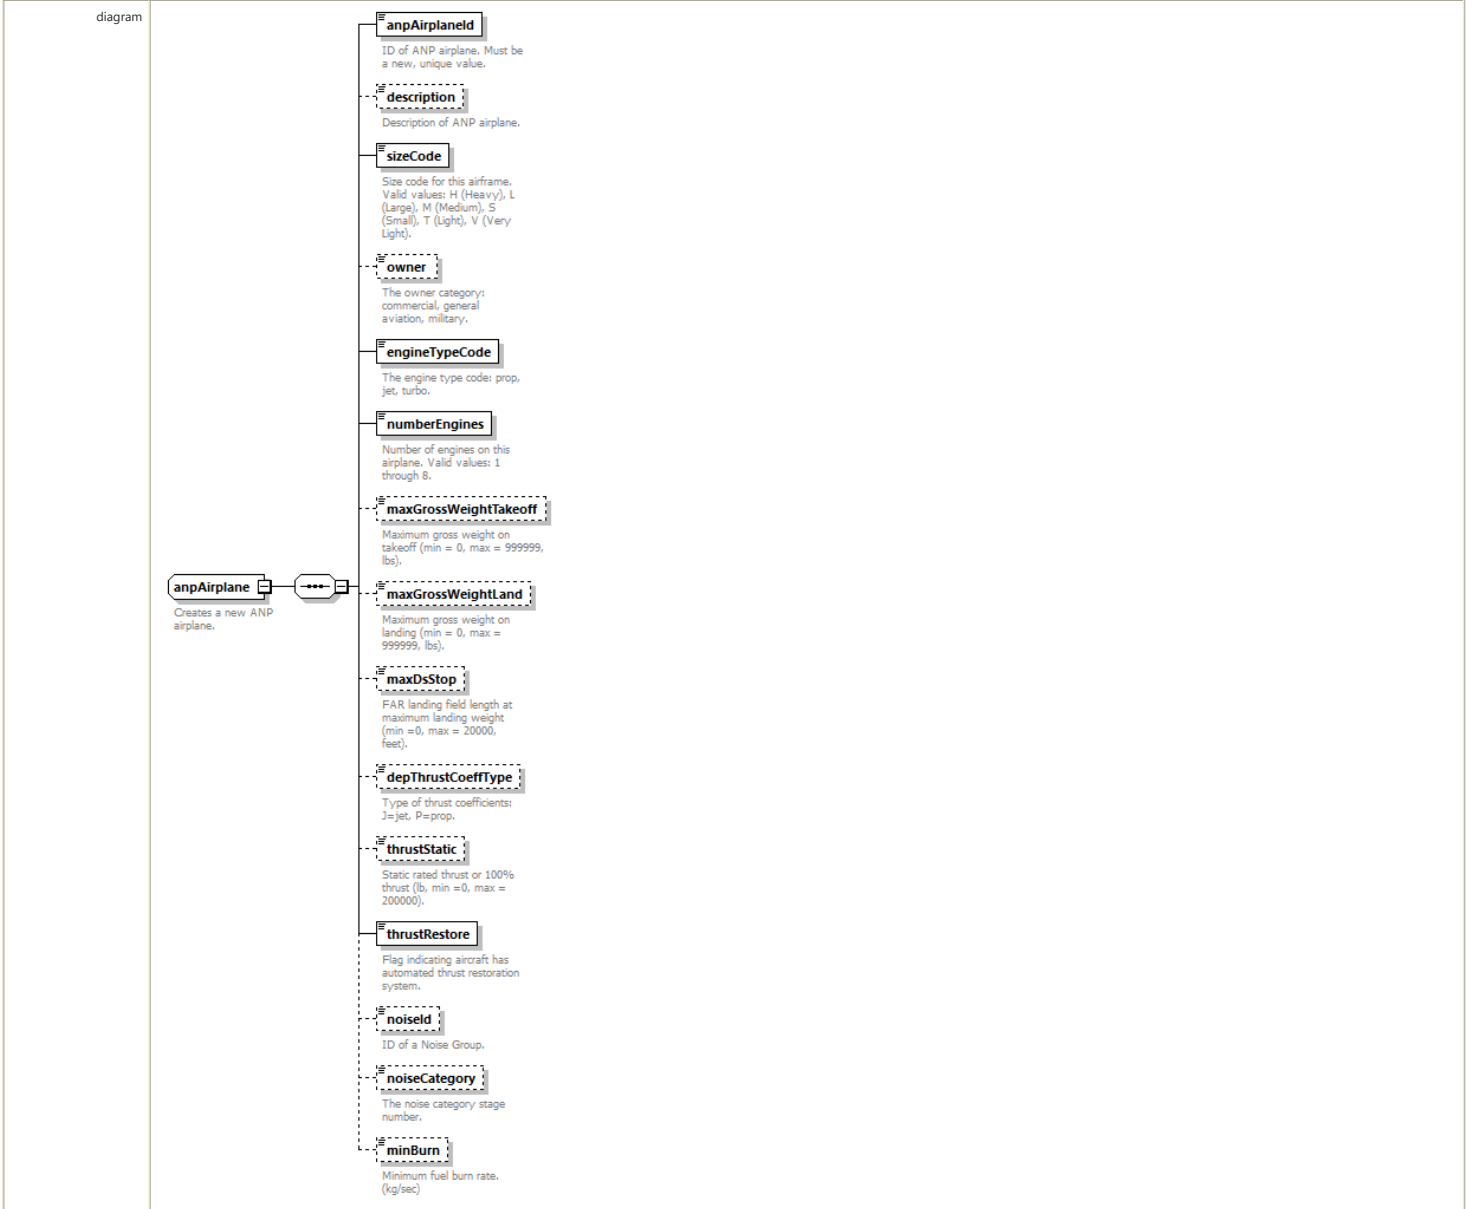 diagram
anpAirplaneId
ID of ANP airplane. Must be
a new, unique value.
description
Description of ANP airplane.
sizeCode
Size code for this airframe.
Valid values: H (Heavy), L
(Large), M (Medium), S
(Small), T (Light), V (Very
Light).
owner
The owner category:
commercial, general
aviation, military.
engineTypeCode
The engine type code: prop,
jet, turbo.
numberEngines
Number of engines on this
airplane. Valid values: 1
through 8.
maxGrossWeightTakeoff
Maximum gross weight on
takeoff (min = 0, max = 999999,
lbs).
anpAirplane
Creates a new ANP
airplane.
maxGrossWeightLand
Maximum gross weight on
landing (min = 0, max =
999999, lbs).
maxDsStop
FAR landing field length at
maximum landing weight
(min =0, max = 20000,
feet).
depThrustCoeffType
Type of thrust coefficients:
J=jet, P=prop.
thrustStatic
Static rated thrust or 100%
thrust (lb, min =0, max =
200000).
thrustRestore
Flag indicating aircraft has
automated thrust restoration
system.
noiseId
ID of a Noise Group.
noiseCategory
The noise category stage
number.
minBurn
Minimum fuel burn rate.
(kg/sec)